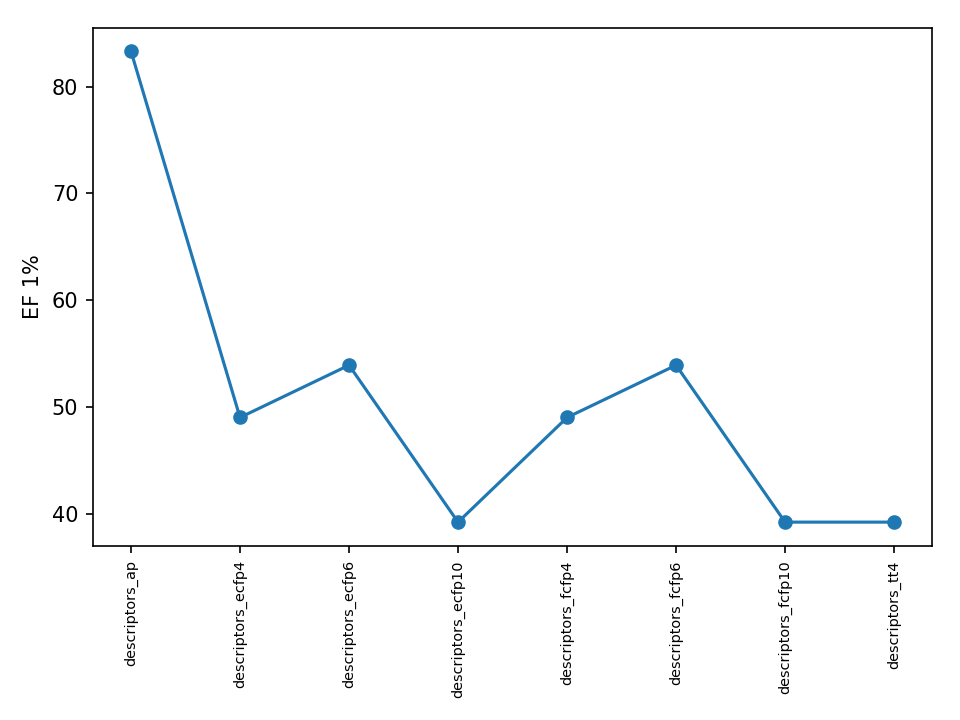 EF 1%
80
70
60
50
40
descriptors_ap
descriptors_ecfp4
descriptors_ecfp6
descriptors_ecfp10
descriptors_fcfp4
descriptors_fcfp6
descriptors_fcfp10
descriptors_tt4